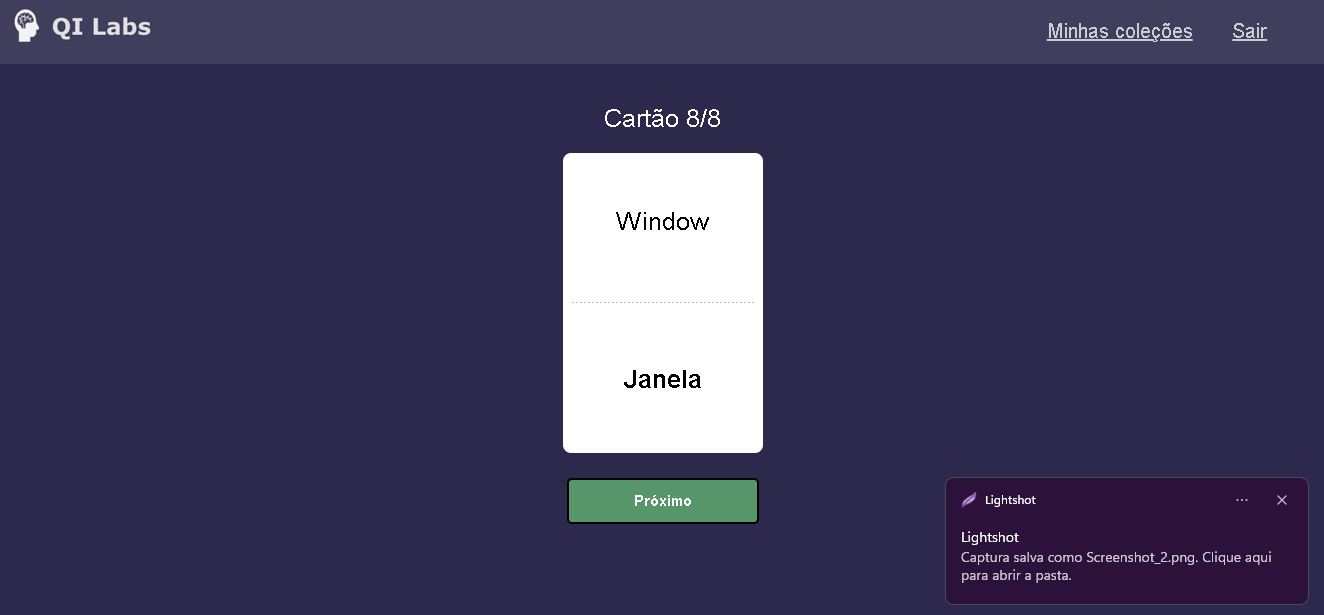 QI Labs
Minhas coleções
Sair
Cartão 8/8
Window
Janela
Próximo
Lightshot
Lightshot
Captura salva como Screenshot_2.png. Clique aqui
para abrir a pasta.